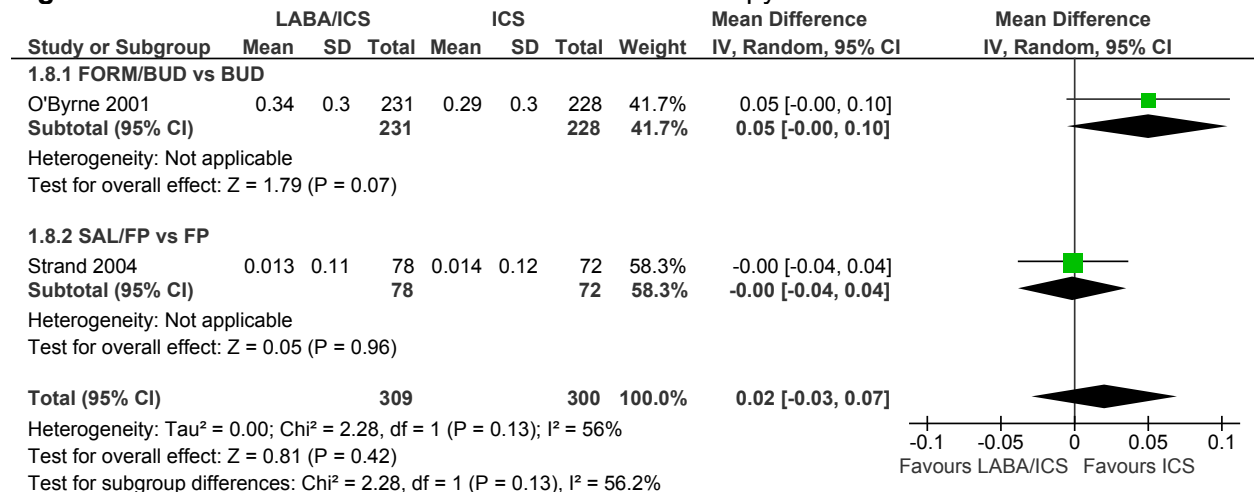 LABA/ICS ICS Mean Difference Mean Difference
Study or Subgroup Mean SD Total Mean SD Total Weight IV, Random, 95% CI IV, Random, 95% CI
1.8.1 FORM/BUD vs BUD
O'Byrne 2001 0.34 0.3 231 0.29 0.3 228 41.7% 0.05 [-0.00, 0.10]
Subtotal (95% CI) 231 228 41.7% 0.05 [-0.00, 0.10]
Heterogeneity: Not applicable
Test for overall effect: Z = 1.79 (P = 0.07)
1.8.2 SAL/FP vs FP
Strand 2004 0.013 0.11 78 0.014 0.12 72 58.3% -0.00 [-0.04, 0.04]
Subtotal (95% CI) 78 72 58.3% -0.00 [-0.04, 0.04]
Heterogeneity: Not applicable
Test for overall effect: Z = 0.05 (P = 0.96)
Total (95% CI) 309 300 100.0% 0.02 [-0.03, 0.07]
Heterogeneity: Tau² = 0.00; Chi² = 2.28, df = 1 (P = 0.13); I² = 56%
Test for overall effect: Z = 0.81 (P = 0.42)
Test for subgroup differences: Chi² = 2.28, df = 1 (P = 0.13), I² = 56.2%
-0.1 -0.05 0 0.05 0.1
Favours LABA/ICS Favours ICS